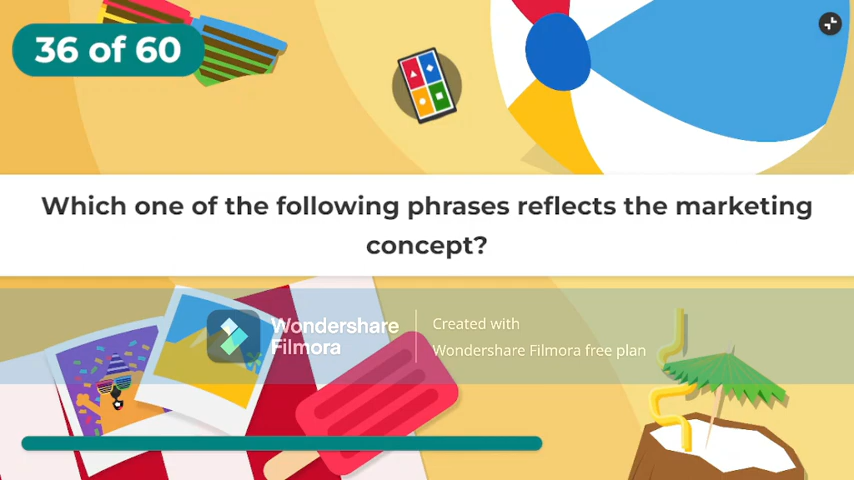 36 of 60
Which one of the following phrases reflects the marketing
concept?
Wondershare
Filmora
Created with
Wondershare Filmora free plan